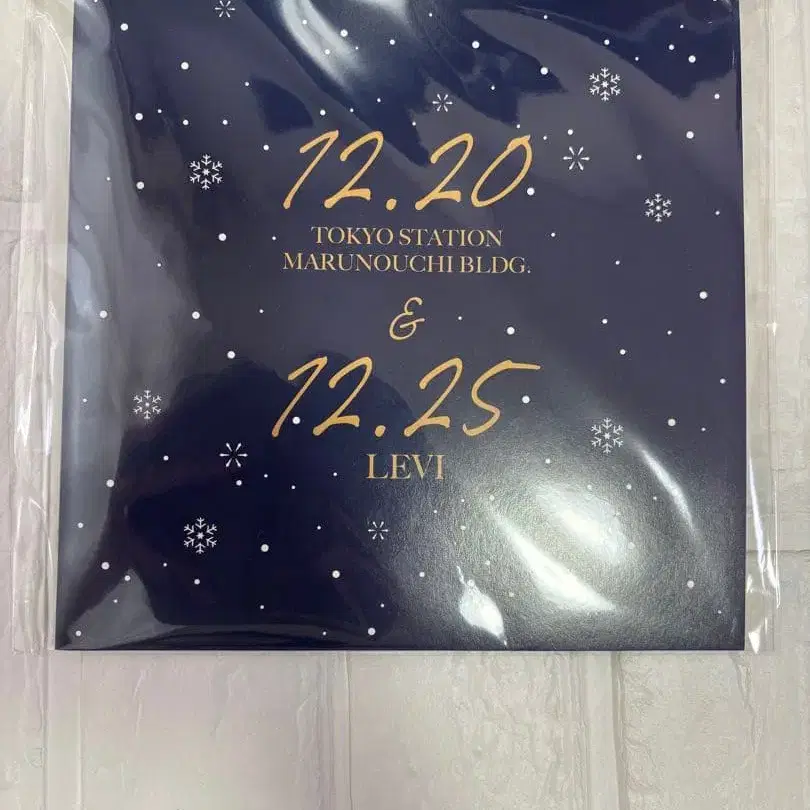 12.20
TOKYO STATION
MARUNOUCHI BLDG.
&
12.25
LEVI